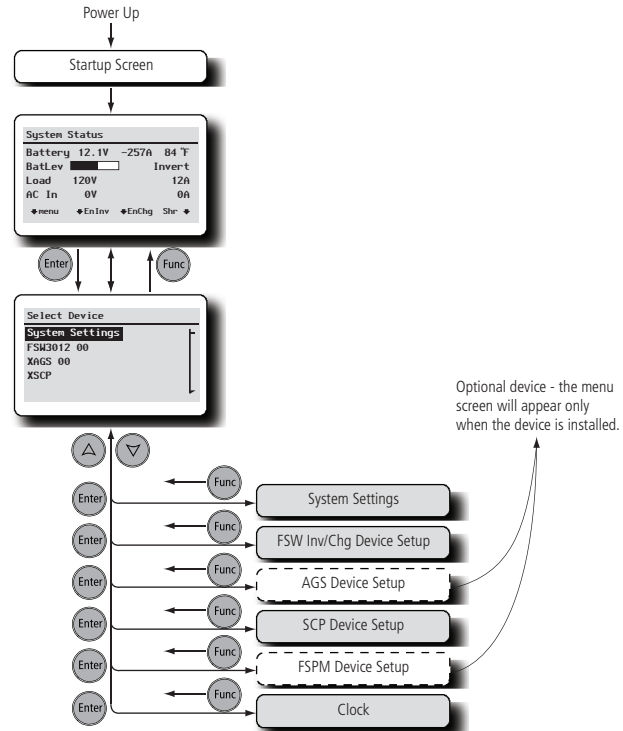 Power Up
Startup Screen
System Status
Battery 12.1V -257A 84°F
BatLev Invert
Load 120V 12A
AC In 0V 0A
menu EnInv EnChg Shr
Enter
Func
Select Device
System Settings
FSW3012 00
XAGS 00
XSCP
Optional device - the menu
screen will appear only
when the device is installed.
Func
Enter
System Settings
Func
Enter
FSW Inv/Chg Device Setup
Func
Enter
AGS Device Setup
Func
Enter
SCP Device Setup
Func
Enter
FSPM Device Setup
Func
Enter
Clock